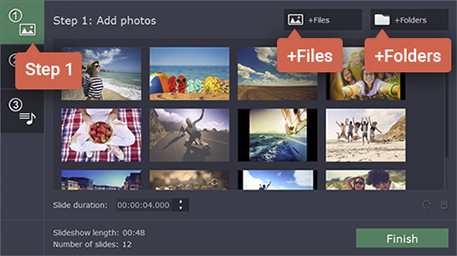 1
Step 1: Add photos
+Files
+Folders
Step 1
+Files
+Folders
3
Slide duration: 00:00:04.000
Slideshow length: 00:48
Number of slides: 12
Finish